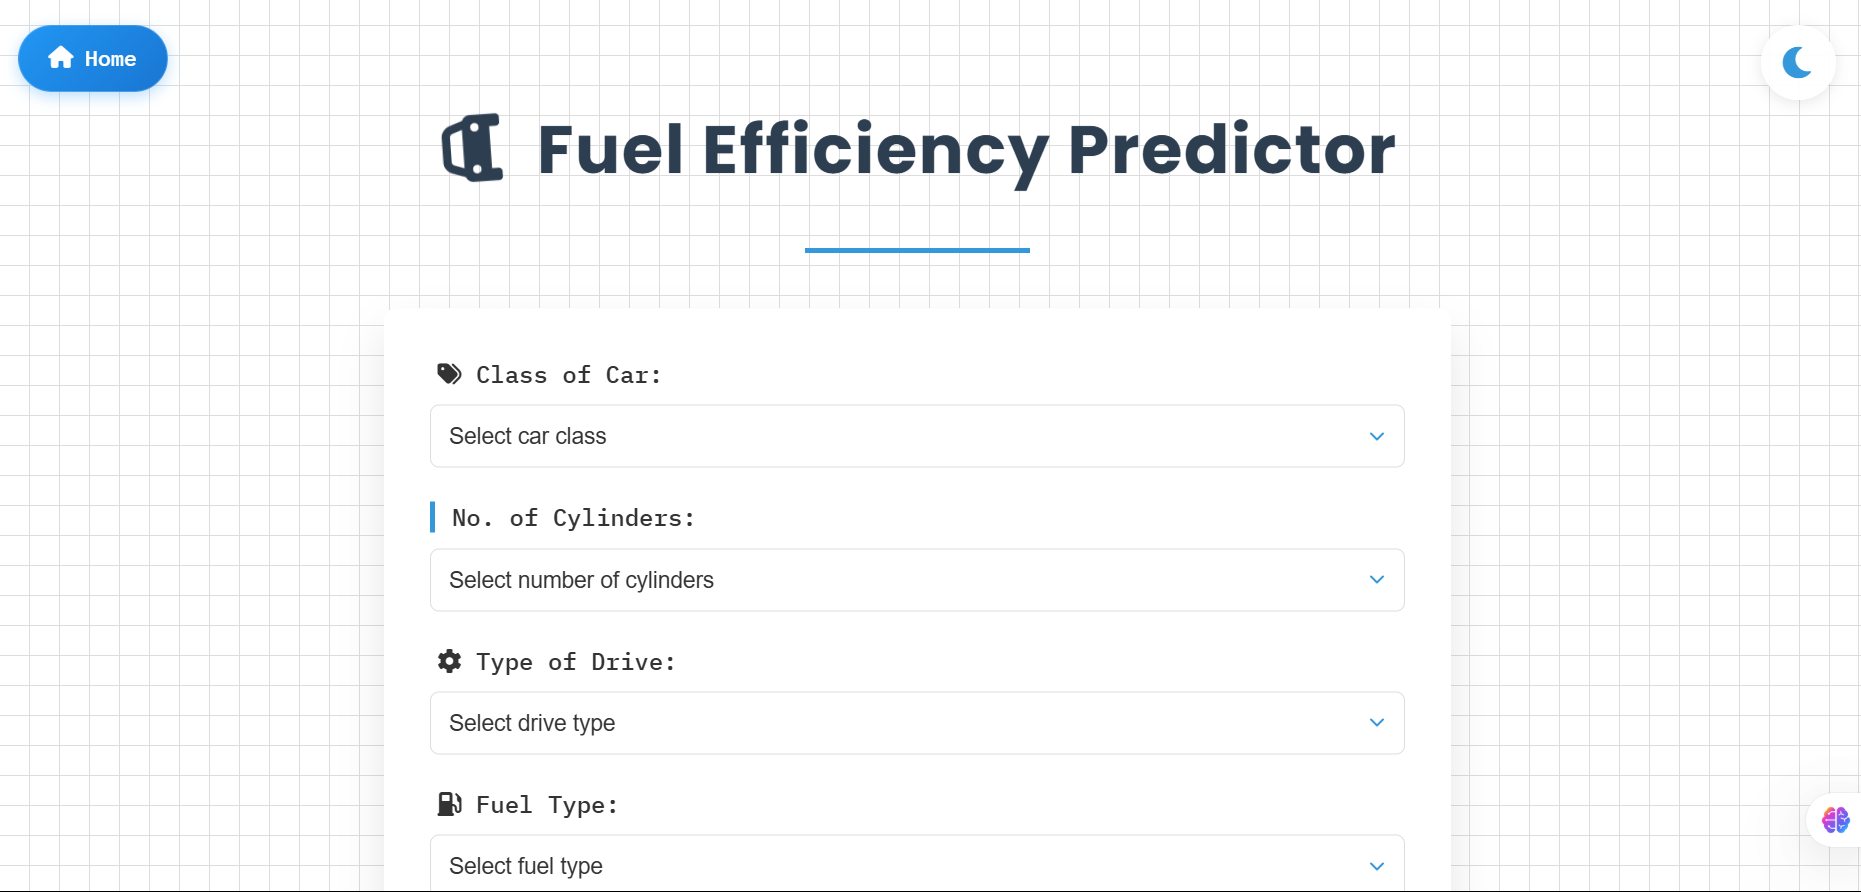 Home
Fuel Efficiency Predictor
Class of Car:
Select car class
No. of Cylinders:
Select number of cylinders
Type of Drive:
Select drive type
Fuel Type:
Select fuel type